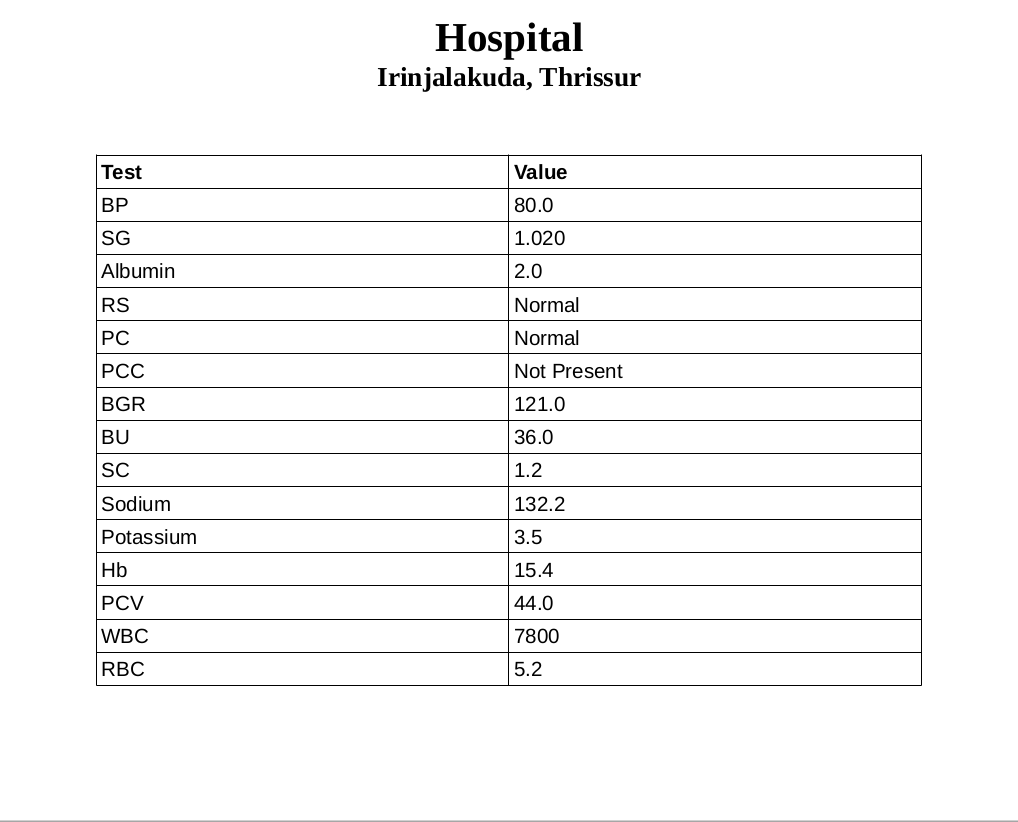 Hospital
Irinjalakuda, Thrissur
Test Value
BP 80.0
SG 1.020
Albumin 2.0
RS Normal
PC Normal
PCC Not Present
BGR 121.0
BU 36.0
SC 1.2
Sodium 132.2
Potassium 3.5
Hb 15.4
PCV 44.0
WBC 7800
RBC 5.2